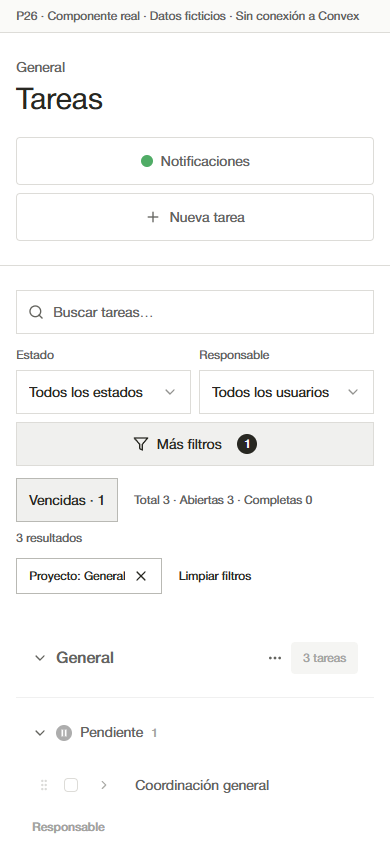 P26 · Componente real · Datos ficticios · Sin conexión a Convex
General
Tareas
Notificaciones
Nueva tarea
Buscar tareas…
Estado Responsable
Todos los estados Todos los usuarios
Más filtros 1
Vencidas · 1 Total 3 · Abiertas 3 · Completas 0
3 resultados
Proyecto: General Limpiar filtros
General 3 tareas
Pendiente 1
Coordinación general
Responsable